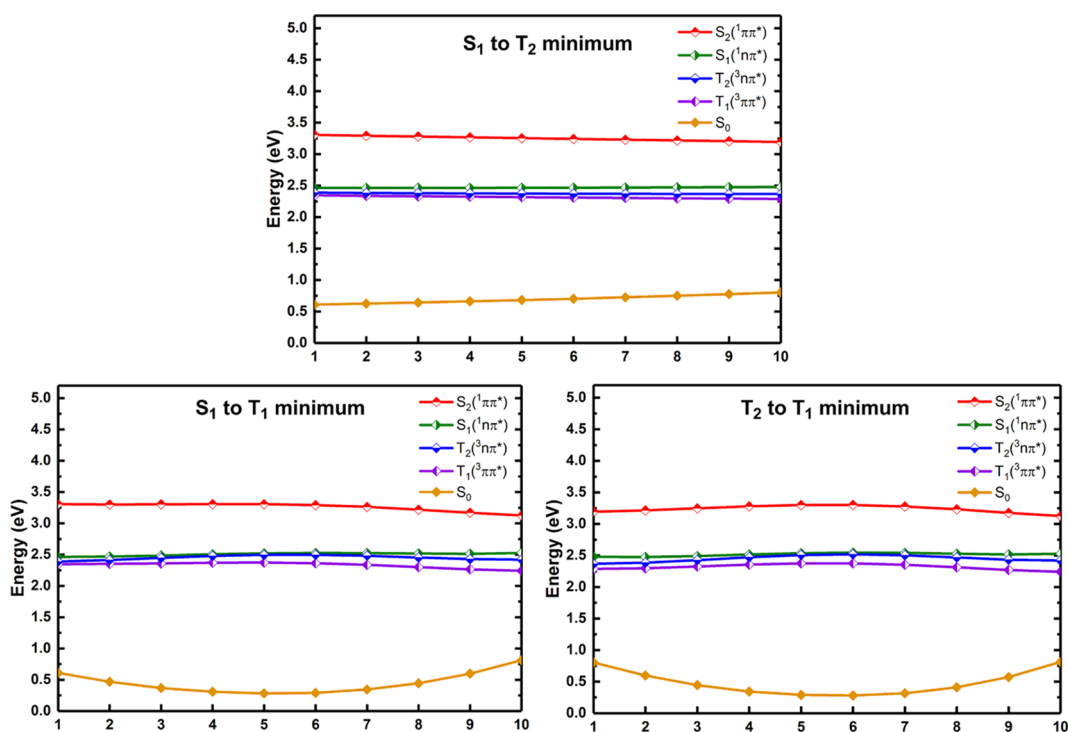 S₁ to T₂ minimum
S₂(¹ππ*)
S₁(¹nπ*)
T₂(³nπ*)
T₁(³ππ*)
S₀
Energy (eV)
5.0
4.5
4.0
3.5
3.0
2.5
2.0
1.5
1.0
0.5
0.0
1 2 3 4 5 6 7 8 9 10
S₁ to T₁ minimum
S₂(¹ππ*)
S₁(¹nπ*)
T₂(³nπ*)
T₁(³ππ*)
S₀
Energy (eV)
5.0
4.5
4.0
3.5
3.0
2.5
2.0
1.5
1.0
0.5
0.0
1 2 3 4 5 6 7 8 9 10
T₂ to T₁ minimum
S₂(¹ππ*)
S₁(¹nπ*)
T₂(³nπ*)
T₁(³ππ*)
S₀
Energy (eV)
5.0
4.5
4.0
3.5
3.0
2.5
2.0
1.5
1.0
0.5
0.0
1 2 3 4 5 6 7 8 9 10